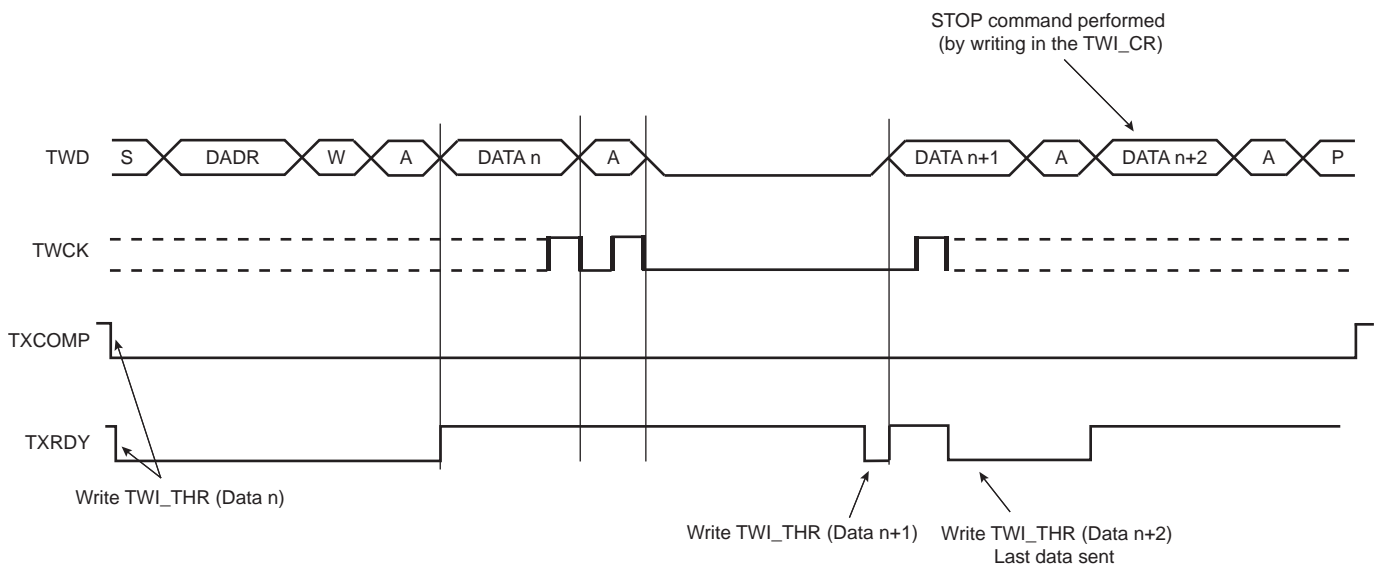 STOP command performed
(by writing in the TWI_CR)
TWD S DADR W A DATA n A DATA n+1 A DATA n+2 A P
TWCK
TXCOMP
TXRDY
Write TWI_THR (Data n)
Write TWI_THR (Data n+1) Write TWI_THR (Data n+2)
Last data sent